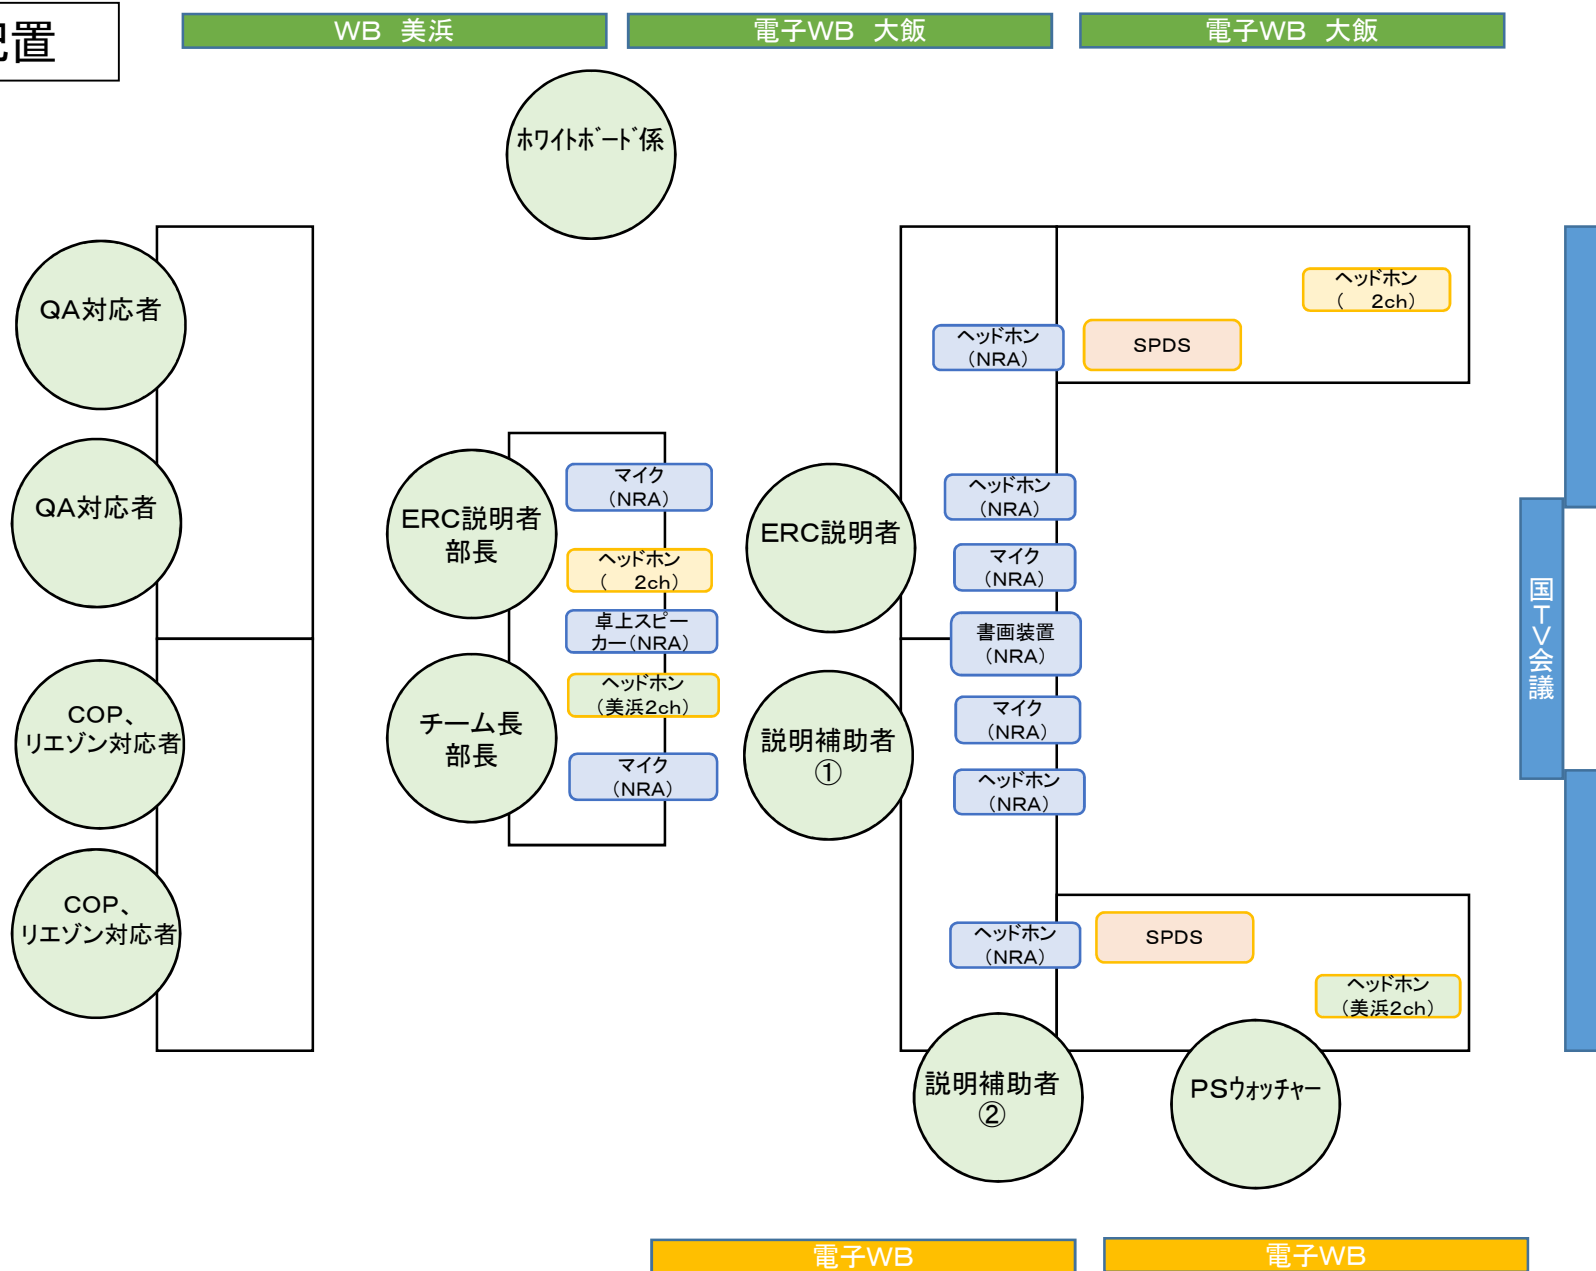 配置
WB 美浜
電子WB 大飯
電子WB 大飯
ホワイトボード係
QA対応者
QA対応者
COP、
リエゾン対応者
COP、
リエゾン対応者
ERC説明者
部長
チーム長
部長
マイク
(NRA)
ヘッドホン
( 2ch)
卓上スピー
カー(NRA)
ヘッドホン
(美浜2ch)
マイク
(NRA)
ERC説明者
説明補助者
①
ヘッドホン
(NRA)
SPDS
ヘッドホン
( 2ch)
ヘッドホン
(NRA)
マイク
(NRA)
書画装置
(NRA)
マイク
(NRA)
ヘッドホン
(NRA)
ヘッドホン
(NRA)
SPDS
ヘッドホン
(美浜2ch)
説明補助者
②
PSウォッチャー
国TV会議
電子WB
電子WB